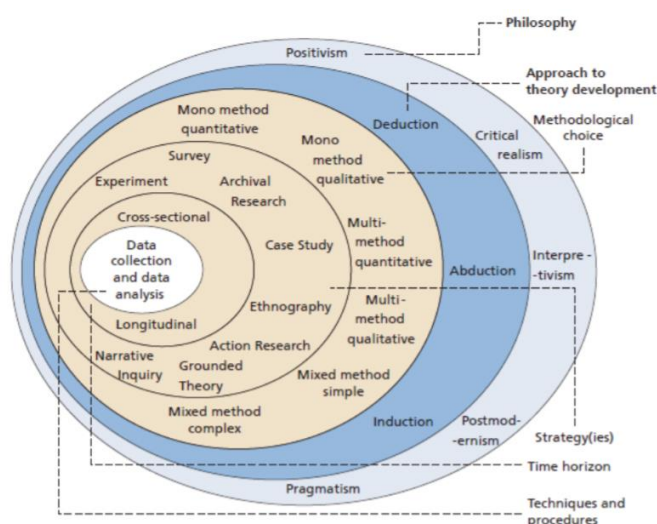 Philosophy
Positivism
Approach to
theory development
Mono method
quantitative
Deduction
Methodological
choice
Critical
realism
Mono
method
qualitative
Survey
Experiment
Archival
Research
Cross-sectional
Multi-
method
quantitative
Case Study
Data
collection
and data
analysis
Abduction
Interpre -
-tivism
Ethnography
Multi-
method
qualitative
Longitudinal
Action Research
Narrative
Inquiry
Grounded
Theory
Mixed method
simple
Mixed method
complex
Induction
Postmod-
-ernism
Strategy(ies)
Time horizon
Pragmatism
Techniques and
procedures